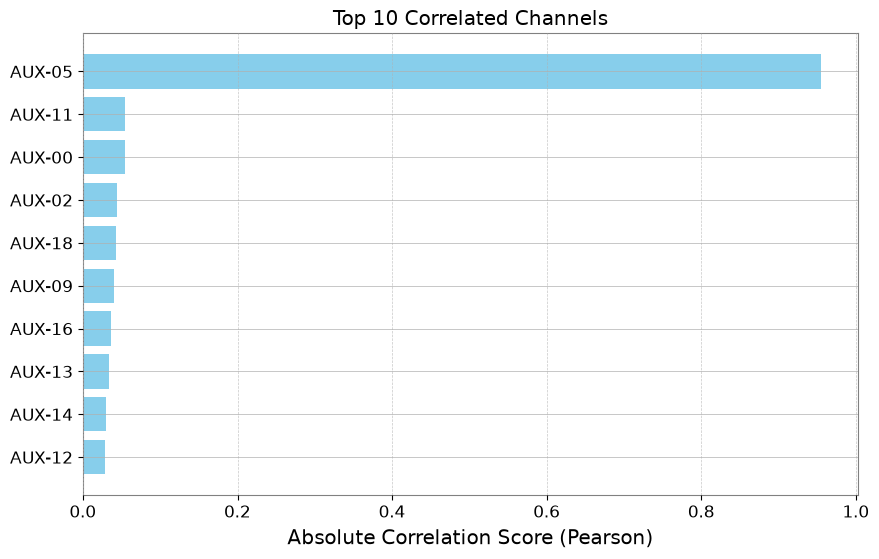 Top 10 Correlated Channels
AUX-05
AUX-11
AUX-00
AUX-02
AUX-18
AUX-09
AUX-16
AUX-13
AUX-14
AUX-12
0.0 0.2 0.4 0.6 0.8 1.0
Absolute Correlation Score (Pearson)